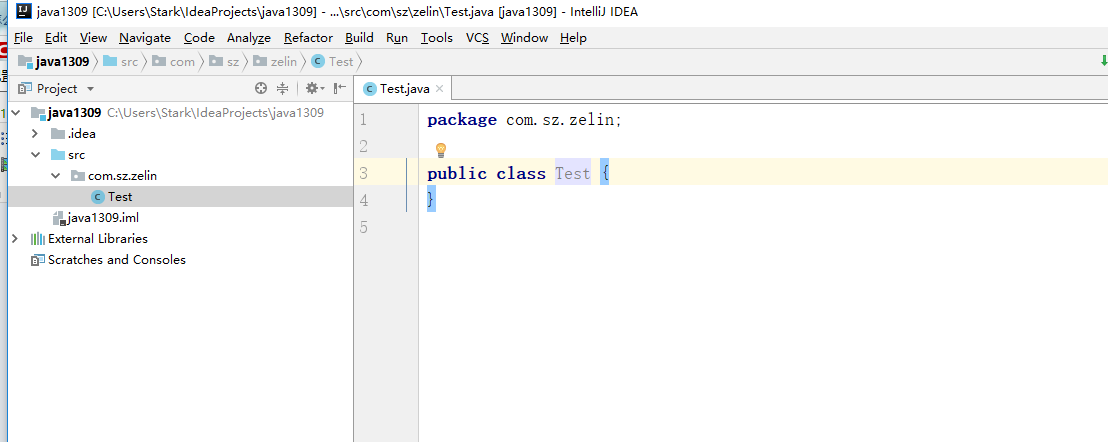 java1309 [C:\Users\Stark\IdeaProjects\java1309] - ...\src\com\sz\zelin\Test.java [java1309] - IntelliJ IDEA
File Edit View Navigate Code Analyze Refactor Build Run Tools VCS Window Help
java1309 src com sz zelin Test
Project
Test.java
java1309 C:\Users\Stark\IdeaProjects\java1309
.idea
src
com.sz.zelin
Test
java1309.iml
External Libraries
Scratches and Consoles
1 package com.sz.zelin;
2
3 public class Test {
4 }
5